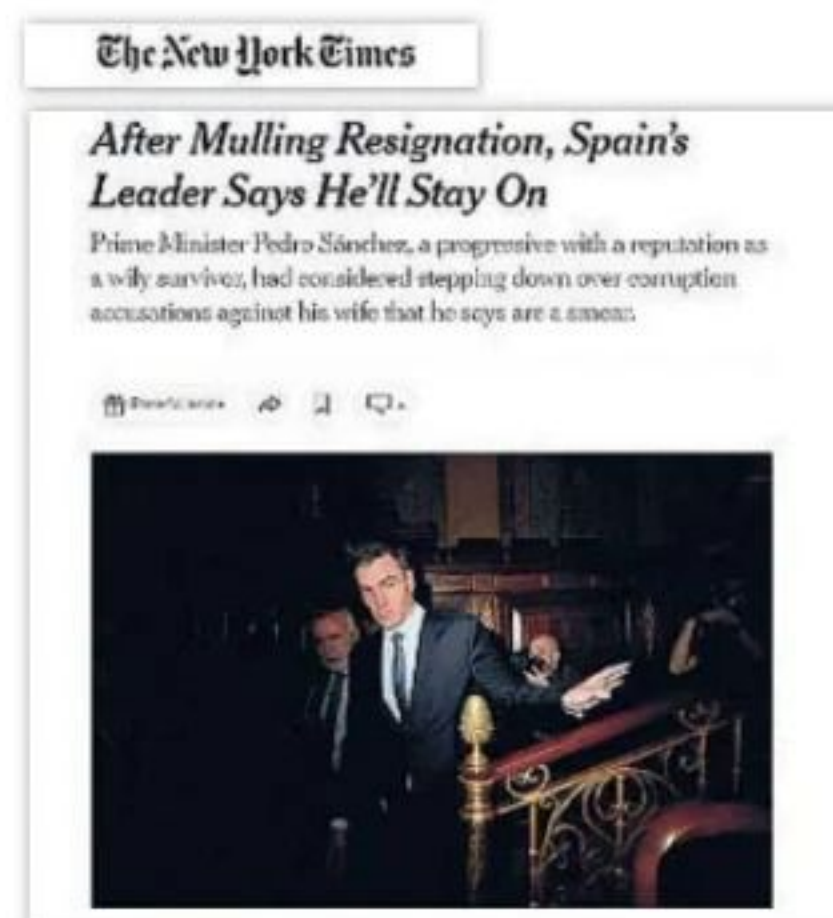 The New York Times
After Mulling Resignation, Spain's
Leader Says He'll Stay On
Prime Minister Pedro Sánchez, a progressive with a reputation as
a wily survivor, had considered stepping down over corruption
accusations against his wife that he says are a smear.